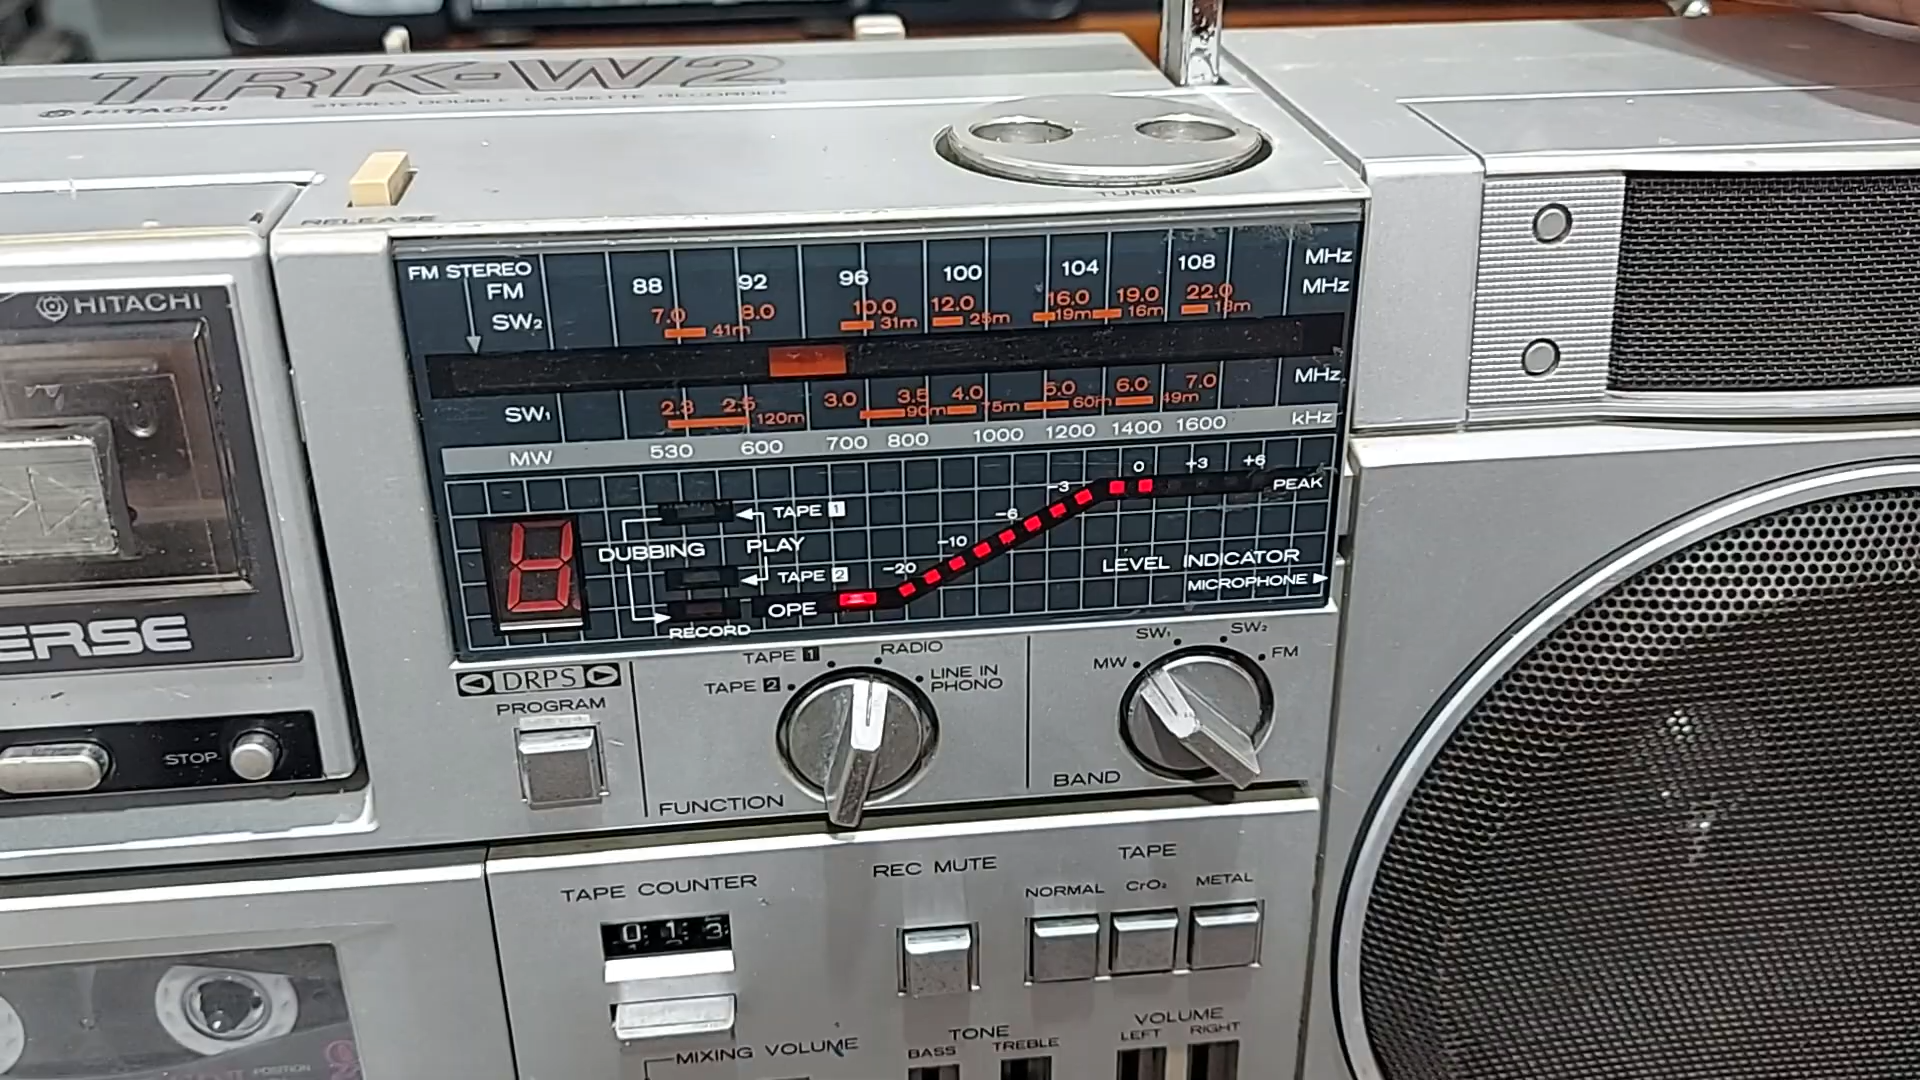 TRK-W2
HITACHI STEREO DOUBLE CASSETTE RECORDER
TUNING
RELEASE
HITACHI
FM STEREO
FM 88 92 96 100 104 108 MHz
SW2 7.0 8.0 10.0 12.0 16.0 19.0 22.0 MHz
41m 31m 25m 19m 16m 13m
SW1 2.3 2.5 3.0 3.5 4.0 5.0 6.0 7.0 MHz
120m 90m 75m 60m 49m
MW 530 600 700 800 1000 1200 1400 1600 kHz
-20 -10 -6 -3 0 +3 +6 PEAK
TAPE 1
DUBBING PLAY
TAPE 2
OPE
RECORD
LEVEL INDICATOR
MICROPHONE ▶
ERSE
STOP
DRPS
PROGRAM
TAPE 1 RADIO
TAPE 2 LINE IN
PHONO
FUNCTION
MW SW1 SW2 FM
BAND
TAPE COUNTER
0 1 3
REC MUTE
TAPE
NORMAL CrO2 METAL
MIXING VOLUME
TONE
BASS TREBLE
VOLUME
LEFT RIGHT
POSITION